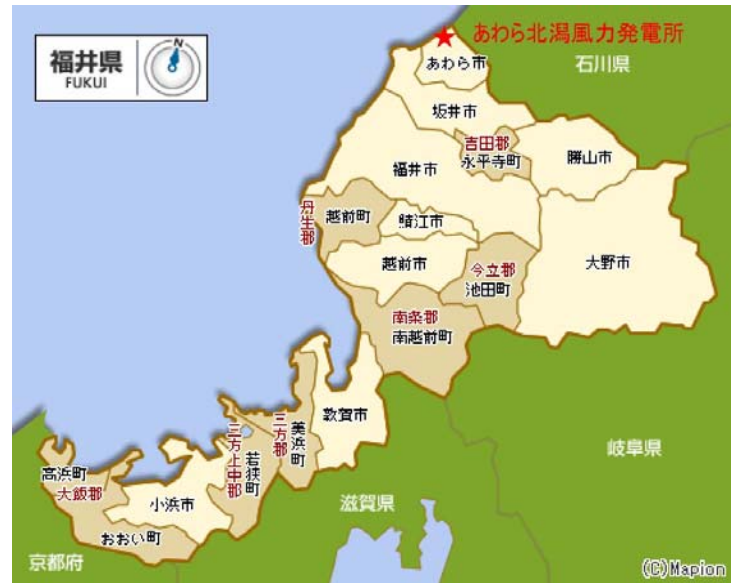 福井県
FUKUI
N
あわら北潟風力発電所
石川県
あわら市
坂井市
吉田郡
永平寺町
勝山市
福井市
丹生郡
越前町
鯖江市
越前市
今立郡
池田町
大野市
南条郡
南越前町
敦賀市
三方郡
美浜町
三方上中郡
若狭町
高浜町
大飯郡
小浜市
おおい町
岐阜県
滋賀県
京都府
(C)Mapion